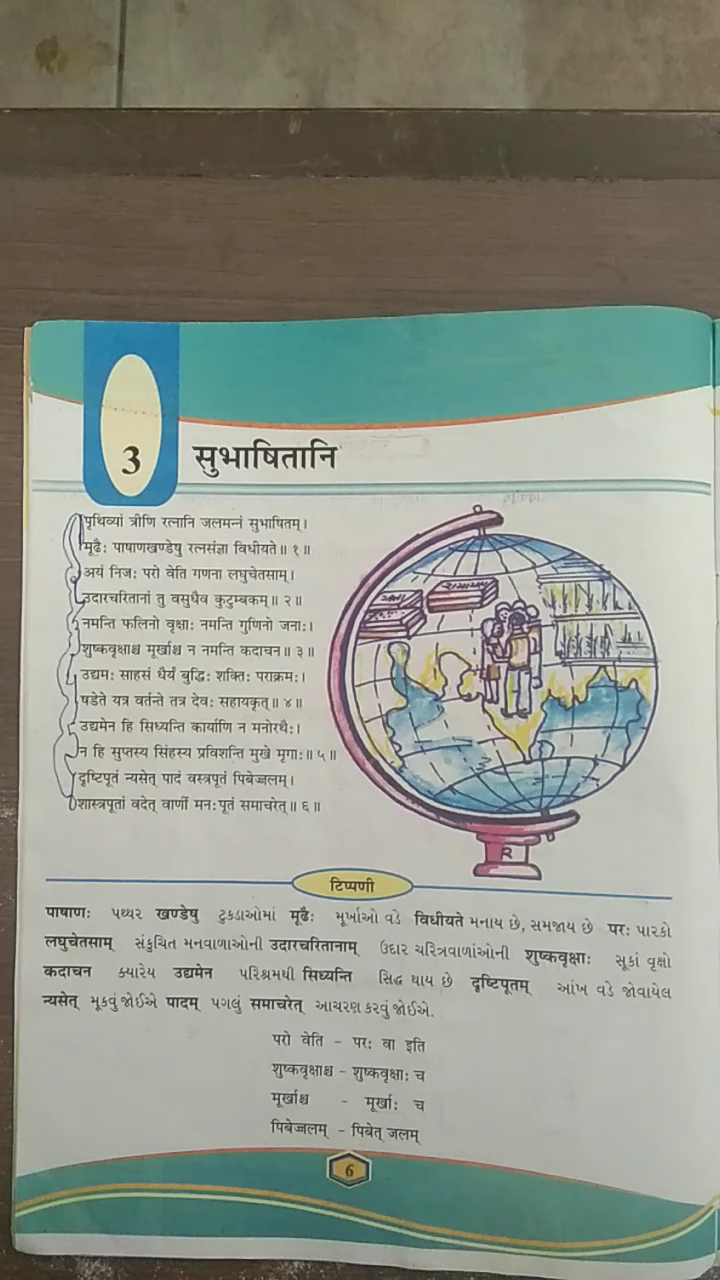 3
सुभाषितानि
पृथिव्यां त्रीणि रत्नानि जलमन्नं सुभाषितम्।
मूढैः पाषाणखण्डेषु रत्नसंज्ञा विधीयते॥ १॥
अयं निजः परो वेति गणना लघुचेतसाम्।
उदारचरितानां तु वसुधैव कुटुम्बकम्॥ २॥
नमन्ति फलिनो वृक्षाः नमन्ति गुणिनो जनाः।
शुष्कवृक्षाश्च मूर्खाश्च न नमन्ति कदाचन॥ ३॥
उद्यमः साहसं धैर्यं बुद्धिः शक्तिः पराक्रमः।
षडेते यत्र वर्तन्ते तत्र देवः सहायकृत्॥ ४॥
उद्यमेन हि सिध्यन्ति कार्याणि न मनोरथैः।
न हि सुप्तस्य सिंहस्य प्रविशन्ति मुखे मृगाः॥ ५॥
दृष्टिपूतं न्यसेत् पादं वस्त्रपूतं पिबेज्जलम्।
शास्त्रपूतां वदेत् वाणीं मनःपूतं समाचरेत्॥ ६॥
रामायण
R
टिप्पणी
पाषाणः પથ્થર खण्डेषु ટુકડાઓમાં मूढैः મૂર્ખાઓ વડે विधीयते મનાય છે, સમજાય છે परः પારકો
लघुचेतसाम् સંકુચિત મનવાળાઓની उदारचरितानाम् ઉદાર ચરિત્રવાળાંઓની शुष्कवृक्षाः સૂકાં વૃક્ષો
कदाचन ક્યારેય उद्यमेन પરિશ્રમથી सिध्यन्ति સિદ્ધ થાય છે दृष्टिपूतम् આંખ વડે જોવાયેલ
न्यसेत् મૂકવું જોઈએ पादम् પગલું समाचरेत् આચરણ કરવું જોઈએ.
परो वेति - परः वा इति
शुष्कवृक्षाश्च - शुष्कवृक्षाः च
मूर्खाश्च - मूर्खाः च
पिबेज्जलम् - पिबेत् जलम्
6